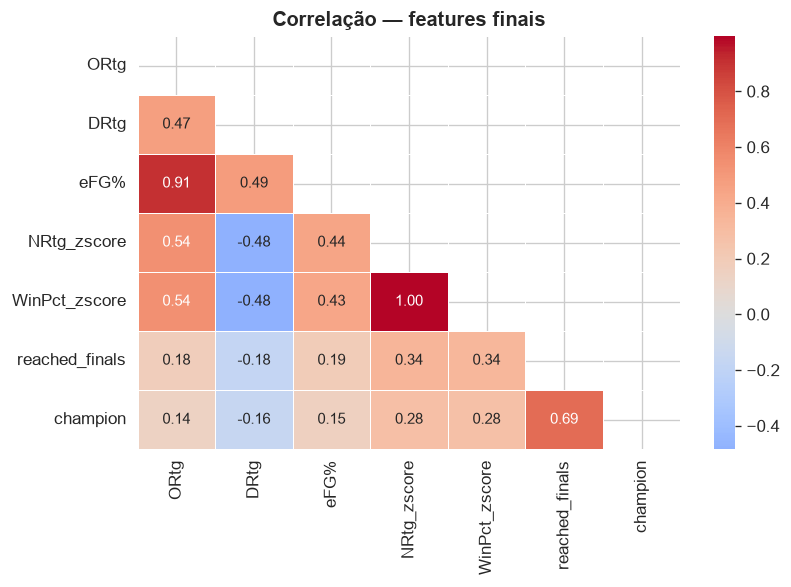 Correlação — features finais
ORtg
DRtg 0.47
eFG% 0.91 0.49
NRtg_zscore 0.54 -0.48 0.44
WinPct_zscore 0.54 -0.48 0.43 1.00
reached_finals 0.18 -0.18 0.19 0.34 0.34
champion 0.14 -0.16 0.15 0.28 0.28 0.69
ORtg DRtg eFG% NRtg_zscore WinPct_zscore reached_finals champion
0.8
0.6
0.4
0.2
0.0
−0.2
−0.4